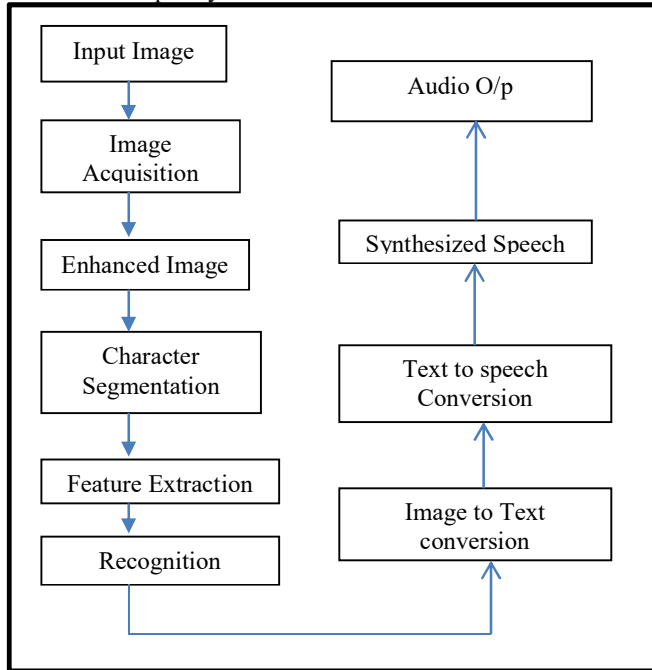 Input Image
Image
Acquisition
Enhanced Image
Character
Segmentation
Feature Extraction
Recognition
Image to Text
conversion
Text to speech
Conversion
Synthesized Speech
Audio O/p